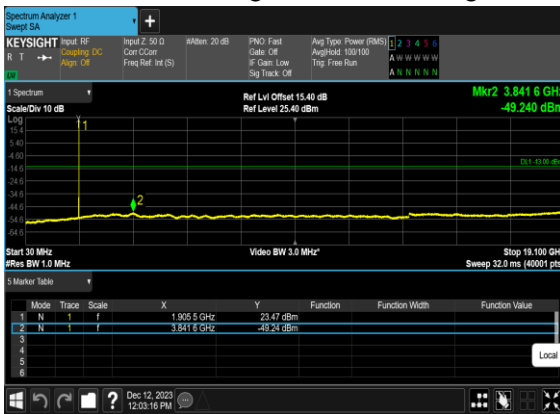 Spectrum Analyzer 1
Swept SA
KEYSIGHT Input: RF Input Z: 50 Ω #Atten: 20 dB PNO: Fast Avg Type: Power (RMS) 1 2 3 4 5 6
R T Coupling: DC Corr CCorr Gate: Off Avg|Hold: 100/100 A W W W W W
Align: Off Freq Ref: Int (S) IF Gain: Low Trig: Free Run
LV Sig Track: Off A N N N N N
1 Spectrum Ref Lvl Offset 15.40 dB Mkr2 3.841 6 GHz
Scale/Div 10 dB Ref Level 25.40 dBm -49.240 dBm
Log
15.4 1
5.40
-4.60
-14.6 DL1 -13.00 dBm
-24.6
-34.6
-44.6 2
-54.6
-64.6
Start 30 MHz Video BW 3.0 MHz* Stop 19.100 GH
#Res BW 1.0 MHz Sweep 32.0 ms (40001 pts
5 Marker Table
Mode Trace Scale X Y Function Function Width Function Value
1 N 1 f 1.905 5 GHz 23.47 dBm
2 N 1 f 3.841 6 GHz -49.24 dBm
3
4
5
6
Local
? Dec 12, 2023
12:03:16 PM